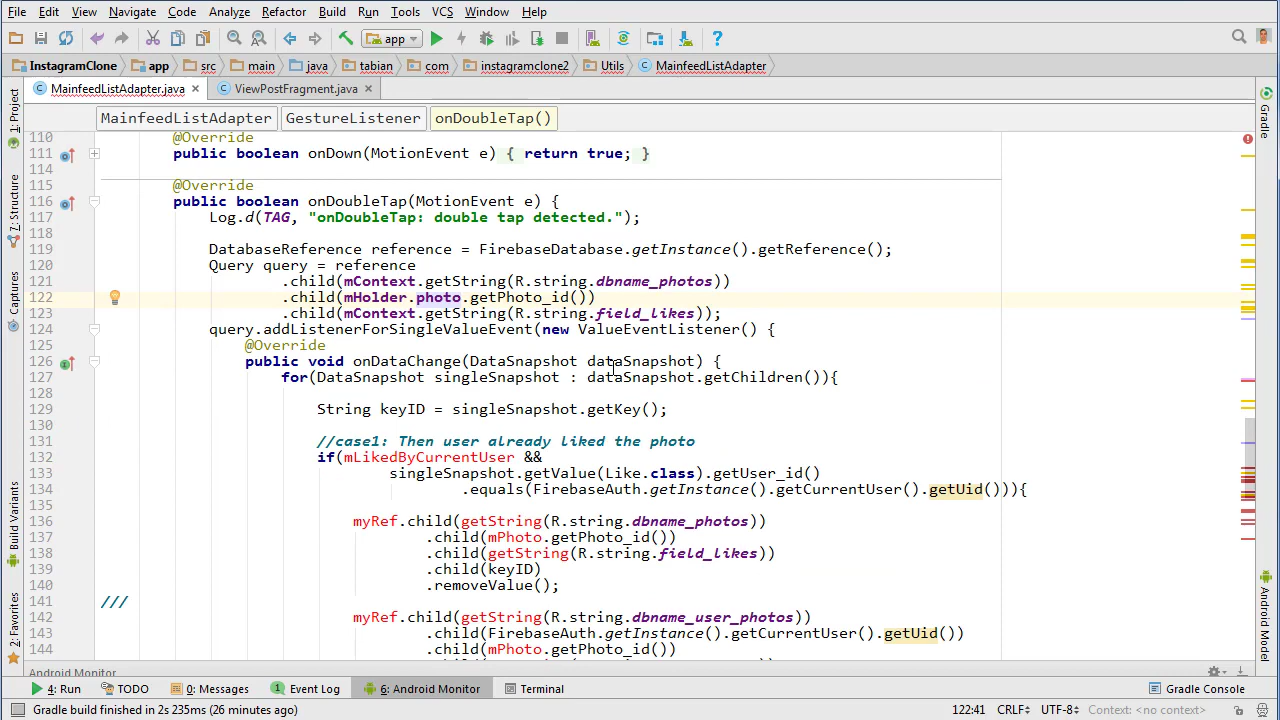 File Edit View Navigate Code Analyze Refactor Build Run Tools VCS Window Help
app
InstagramClone app src main java tabian com instagramclone2 Utils MainfeedListAdapter
MainfeedListAdapter.java ViewPostFragment.java
MainfeedListAdapter GestureListener onDoubleTap()
110 @Override
111 public boolean onDown(MotionEvent e) { return true; }
114
115 @Override
116 public boolean onDoubleTap(MotionEvent e) {
117 Log.d(TAG, "onDoubleTap: double tap detected.");
118
119 DatabaseReference reference = FirebaseDatabase.getInstance().getReference();
120 Query query = reference
121 .child(mContext.getString(R.string.dbname_photos))
122 .child(mHolder.photo.getPhoto_id())
123 .child(mContext.getString(R.string.field_likes));
124 query.addListenerForSingleValueEvent(new ValueEventListener() {
125 @Override
126 public void onDataChange(DataSnapshot dataSnapshot) {
127 for(DataSnapshot singleSnapshot : dataSnapshot.getChildren()){
128
129 String keyID = singleSnapshot.getKey();
130
131 //case1: Then user already liked the photo
132 if(mLikedByCurrentUser &&
133 singleSnapshot.getValue(Like.class).getUser_id()
134 .equals(FirebaseAuth.getInstance().getCurrentUser().getUid())){
135
136 myRef.child(getString(R.string.dbname_photos))
137 .child(mPhoto.getPhoto_id())
138 .child(getString(R.string.field_likes))
139 .child(keyID)
140 .removeValue();
141 ///
142 myRef.child(getString(R.string.dbname_user_photos))
143 .child(FirebaseAuth.getInstance().getCurrentUser().getUid())
144 .child(mPhoto.getPhoto_id())
1: Project
7: Structure
Captures
Build Variants
2: Favorites
Gradle
Android Model
Android Monitor
4: Run TODO 0: Messages 1 Event Log 6: Android Monitor Terminal Gradle Console
Gradle build finished in 2s 235ms (26 minutes ago) 122:41 CRLF UTF-8 Context: <no context>